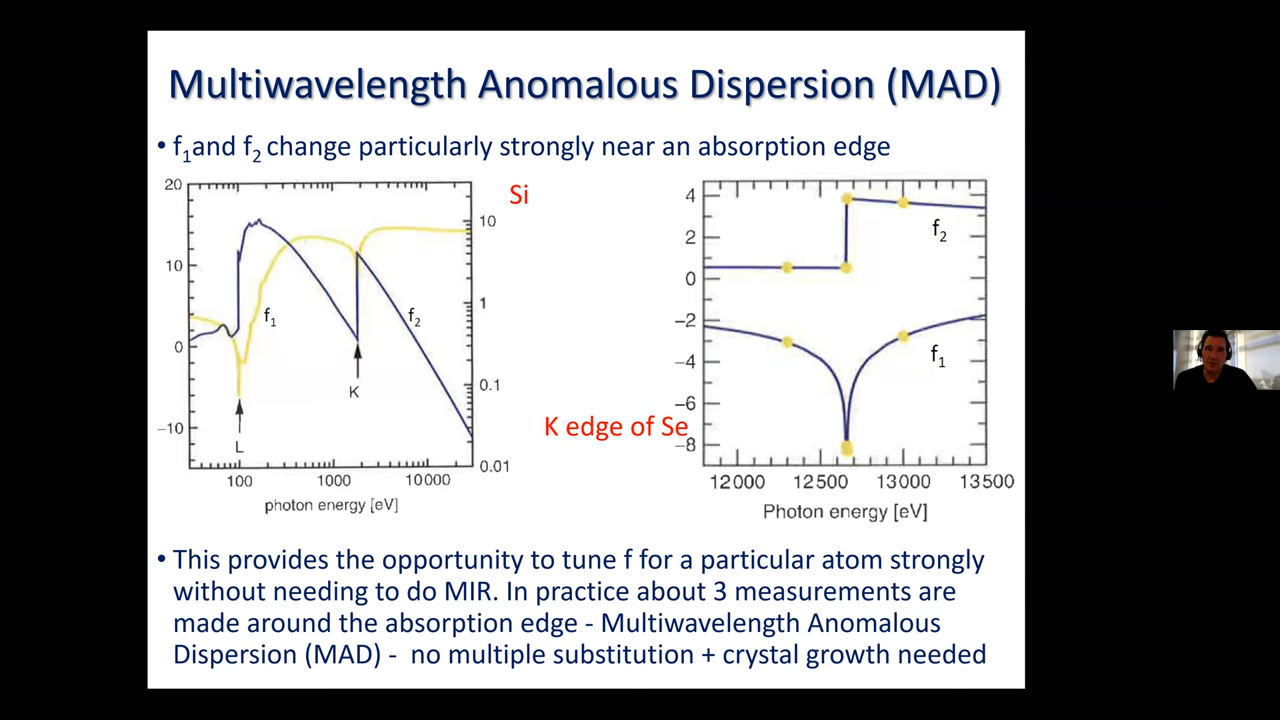 Multiwavelength Anomalous Dispersion (MAD)
• f1and f2 change particularly strongly near an absorption edge
20
10
0
−10
10
1
0.1
0.01
Si
f1
f2
K
L
100 1000 10000
photon energy [eV]
K edge of Se
4
2
0
−2
−4
−6
−8
f2
f1
12000 12500 13000 13500
Photon energy [eV]
• This provides the opportunity to tune f for a particular atom strongly
without needing to do MIR. In practice about 3 measurements are
made around the absorption edge - Multiwavelength Anomalous
Dispersion (MAD) - no multiple substitution + crystal growth needed